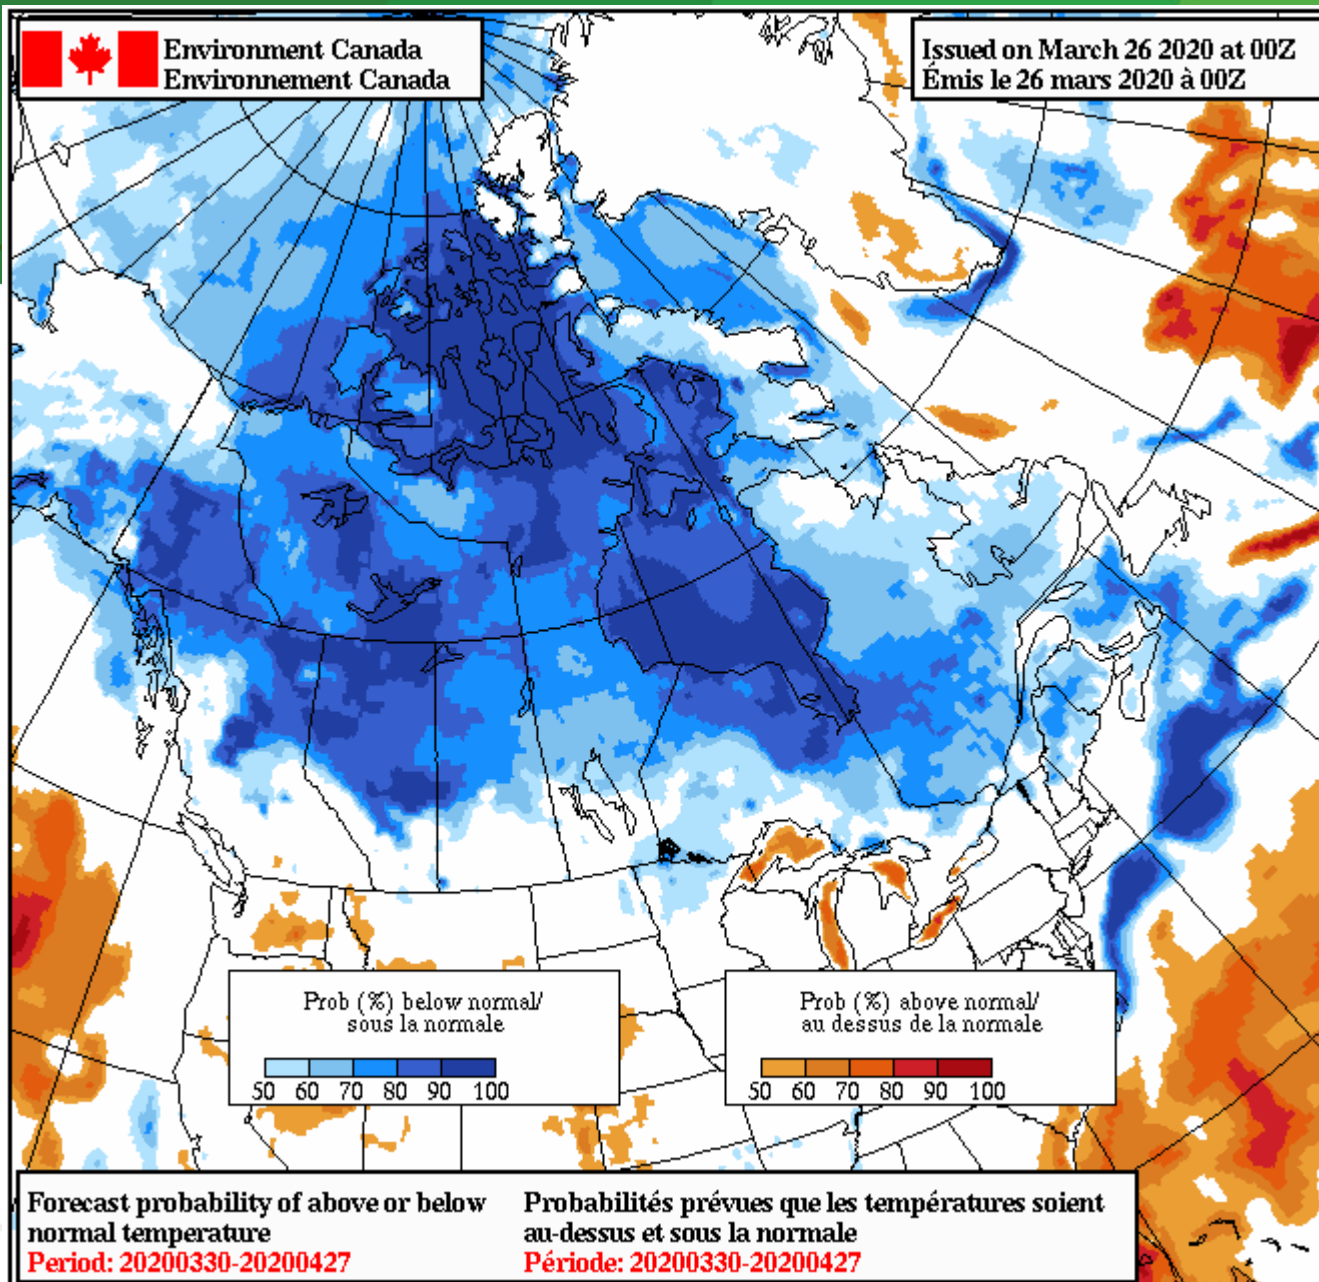 Environment Canada
Environnement Canada
Issued on March 26 2020 at 00Z
Émis le 26 mars 2020 à 00Z
Prob (%) below normal/
sous la normale
50 60 70 80 90 100
Prob (%) above normal/
au dessus de la normale
50 60 70 80 90 100
Forecast probability of above or below
normal temperature
Period: 20200330-20200427
Probabilités prévues que les températures soient
au-dessus et sous la normale
Période: 20200330-20200427